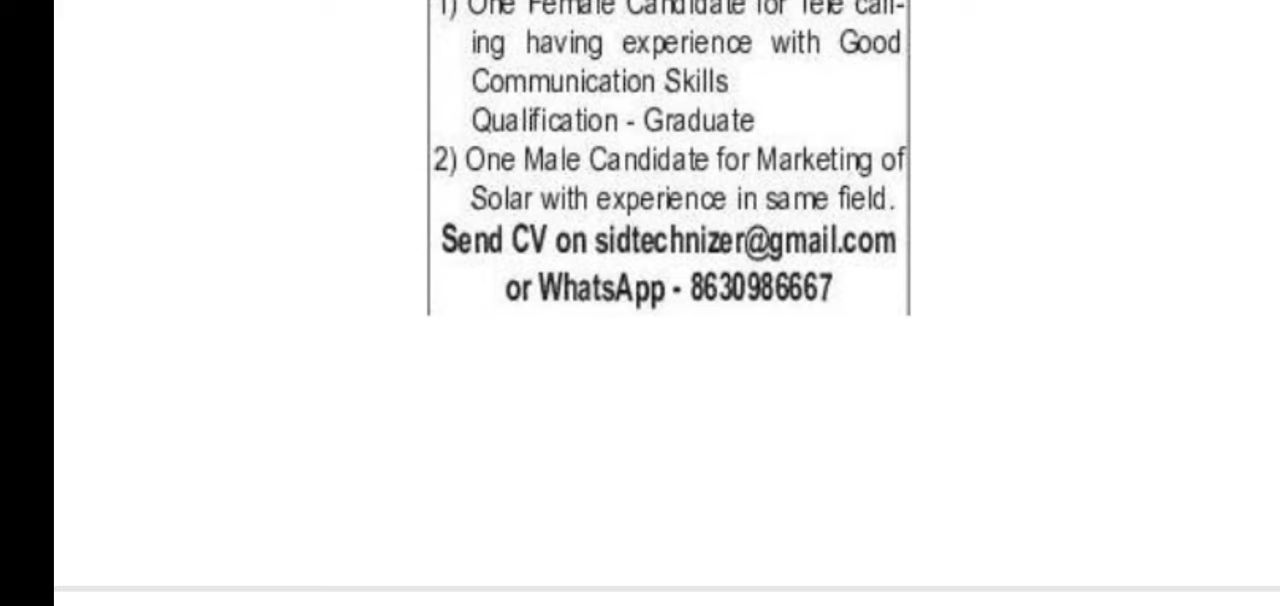 1) One Female Candidate for Tele call-
ing having experience with Good
Communication Skills
Qualification - Graduate
2) One Male Candidate for Marketing of
Solar with experience in same field.
Send CV on sidtechnizer@gmail.com
or WhatsApp - 8630986667